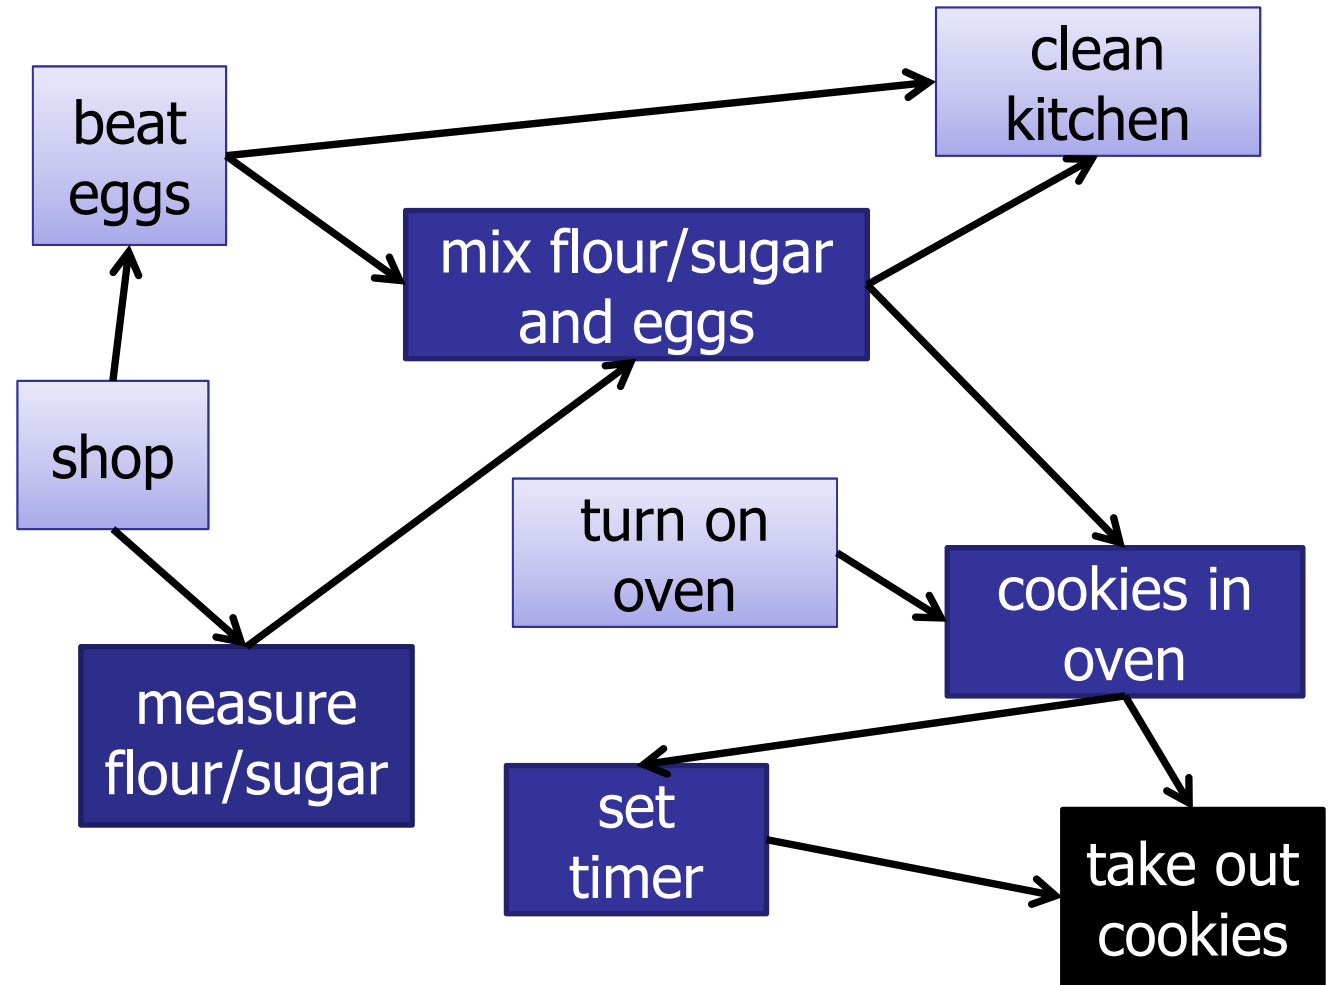 beat
eggs
clean
kitchen
mix flour/sugar
and eggs
shop
turn on
oven
cookies in
oven
measure
flour/sugar
set
timer
take out
cookies